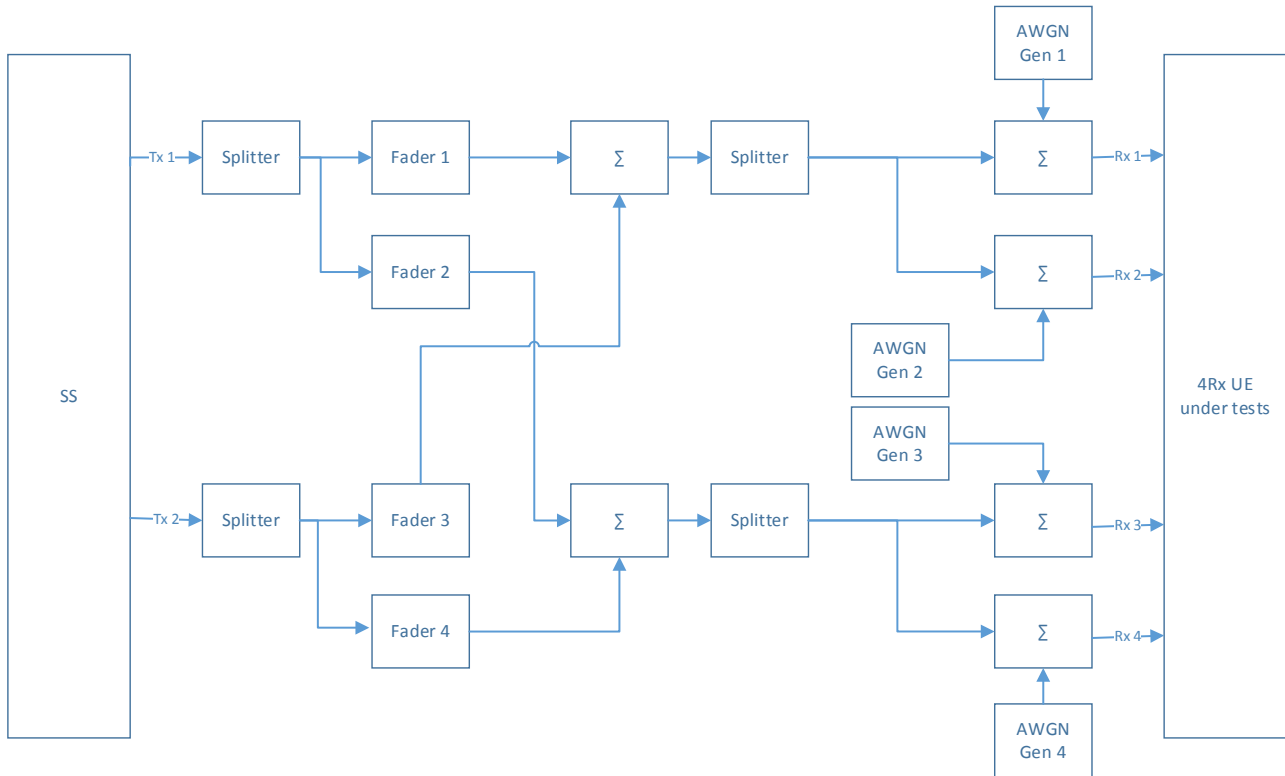 AWGN
Gen 1
Tx 1
Splitter
Fader 1
Σ
Splitter
Σ
Rx 1
Fader 2
Σ
Rx 2
AWGN
Gen 2
SS
4Rx UE
under tests
AWGN
Gen 3
Tx 2
Splitter
Fader 3
Σ
Splitter
Σ
Rx 3
Fader 4
Σ
Rx 4
AWGN
Gen 4